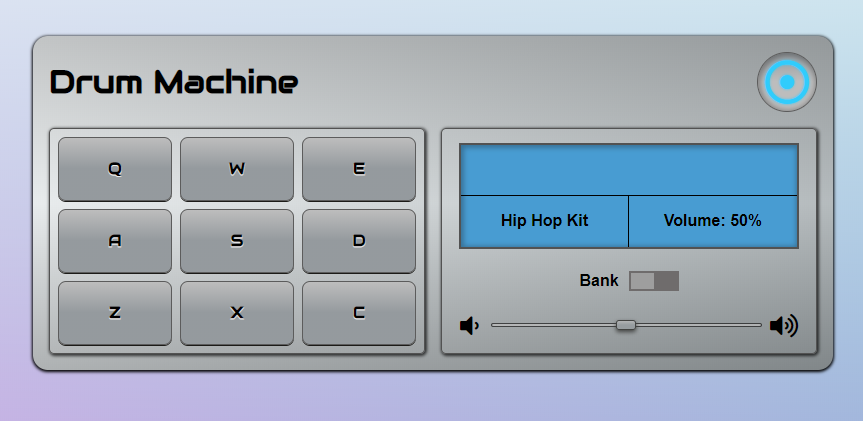 Drum Machine
Q W E
A S D
Z X C
Hip Hop Kit Volume: 50%
Bank